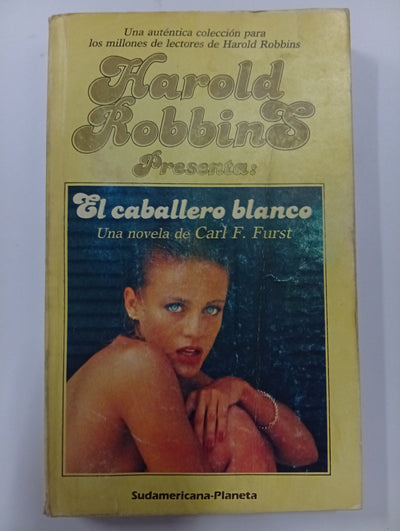 Una auténtica colección para
los millones de lectores de Harold Robbins
Harold
Robbins
Presenta:
El caballero blanco
Una novela de Carl F. Furst
Sudamericana-Planeta